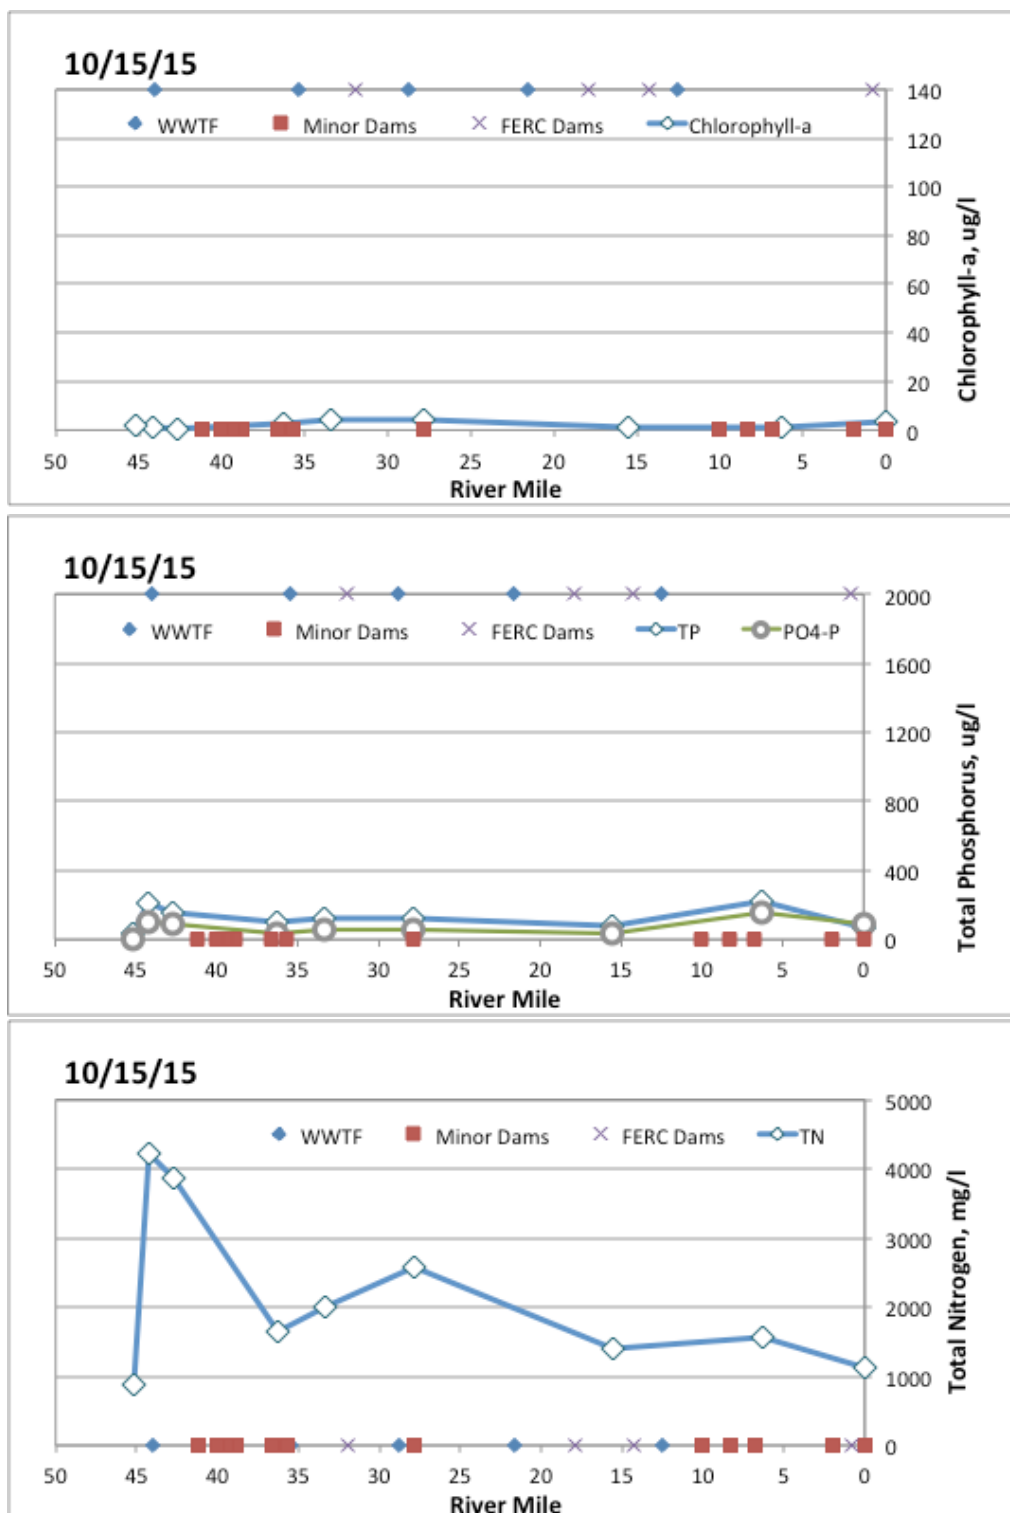 10/15/15
140
WWTF Minor Dams FERC Dams Chlorophyll-a
120
100
80
60
40
20
0
Chlorophyll-a, ug/l
50 45 40 35 30 25 20 15 10 5 0
River Mile
10/15/15
2000
WWTF Minor Dams FERC Dams TP PO4-P
1600
1200
800
400
0
Total Phosphorus, ug/l
50 45 40 35 30 25 20 15 10 5 0
River Mile
10/15/15
5000
WWTF Minor Dams FERC Dams TN
4000
3000
2000
1000
0
Total Nitrogen, mg/l
50 45 40 35 30 25 20 15 10 5 0
River Mile